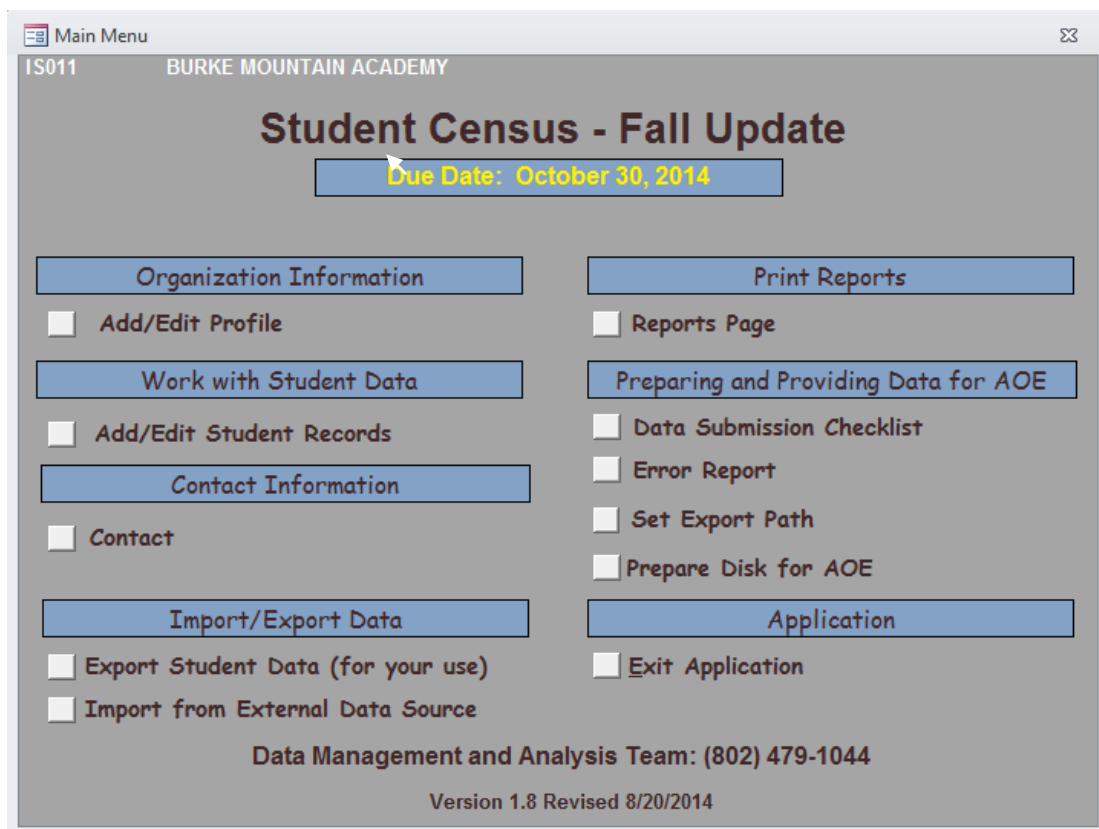 Main Menu
IS011 BURKE MOUNTAIN ACADEMY
Student Census - Fall Update
Due Date: October 30, 2014
Organization Information
Add/Edit Profile
Work with Student Data
Add/Edit Student Records
Contact Information
Contact
Import/Export Data
Export Student Data (for your use)
Import from External Data Source
Print Reports
Reports Page
Preparing and Providing Data for AOE
Data Submission Checklist
Error Report
Set Export Path
Prepare Disk for AOE
Application
Exit Application
Data Management and Analysis Team: (802) 479-1044
Version 1.8 Revised 8/20/2014